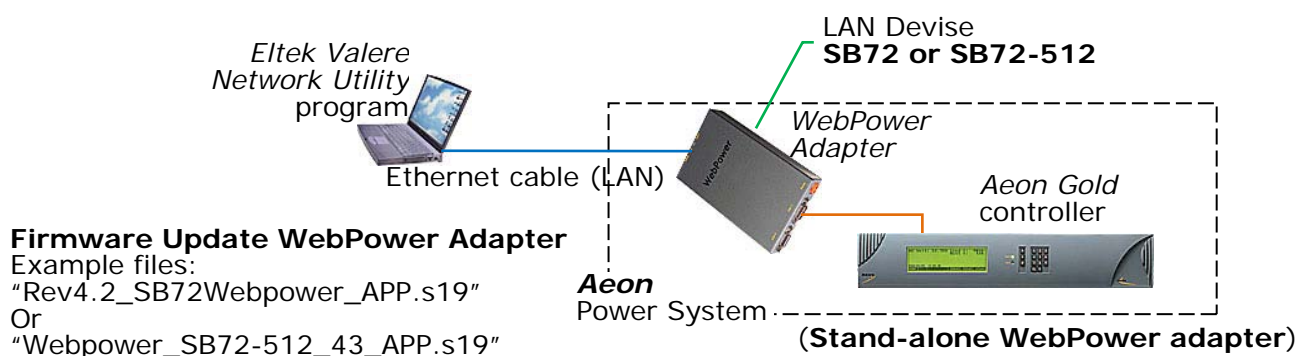 Eltek Valere
Network Utility
program
LAN Devise
SB72 or SB72-512
WebPower
Adapter
WebPower
Ethernet cable (LAN)
Aeon Gold
controller
Firmware Update WebPower Adapter
Example files:
“Rev4.2_SB72Webpower_APP.s19”
Or
“Webpower_SB72-512_43_APP.s19”
Aeon
Power System
(Stand-alone WebPower adapter)